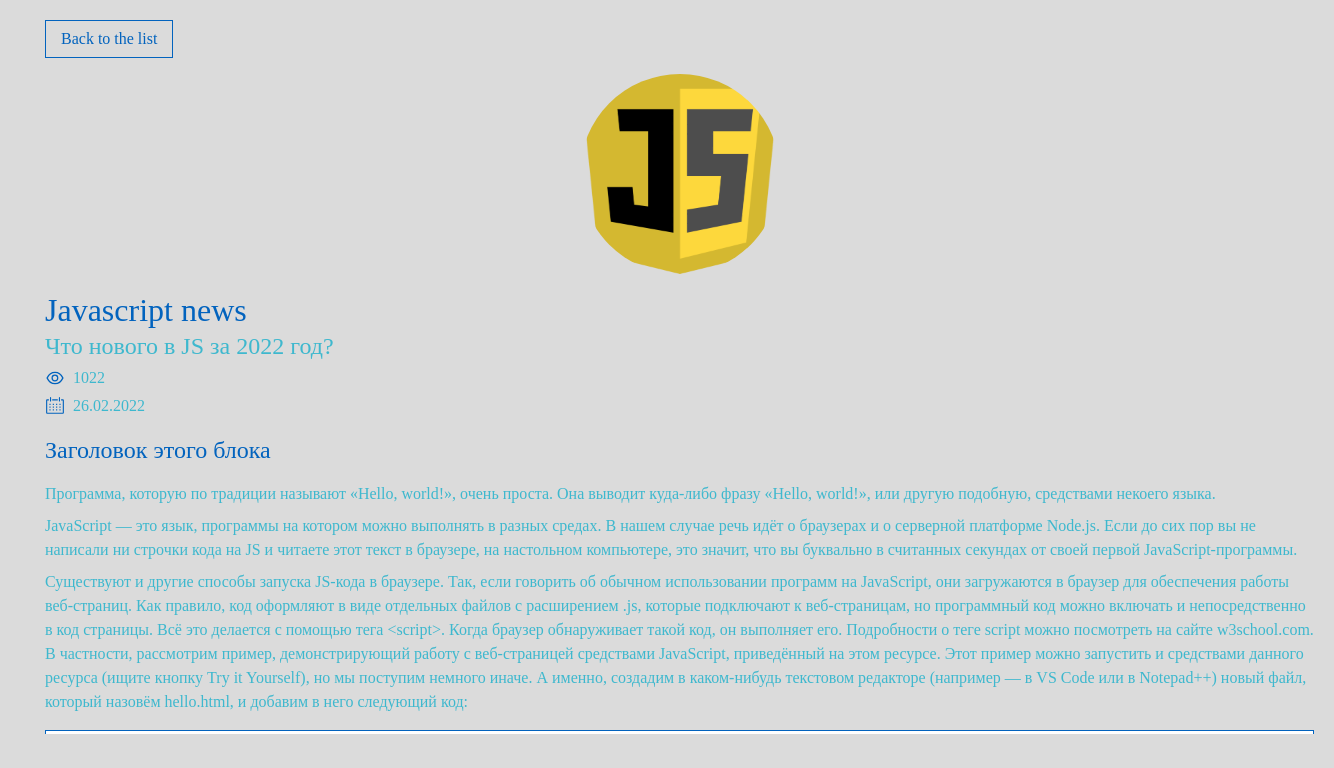 Back to the list
JS
Javascript news
Что нового в JS за 2022 год?
1022
26.02.2022
Заголовок этого блока
Программа, которую по традиции называют «Hello, world!», очень проста. Она выводит куда-либо фразу «Hello, world!», или другую подобную, средствами некоего языка.
JavaScript — это язык, программы на котором можно выполнять в разных средах. В нашем случае речь идёт о браузерах и о серверной платформе Node.js. Если до сих пор вы не
написали ни строчки кода на JS и читаете этот текст в браузере, на настольном компьютере, это значит, что вы буквально в считанных секундах от своей первой JavaScript-программы.
Существуют и другие способы запуска JS-кода в браузере. Так, если говорить об обычном использовании программ на JavaScript, они загружаются в браузер для обеспечения работы
веб-страниц. Как правило, код оформляют в виде отдельных файлов с расширением .js, которые подключают к веб-страницам, но программный код можно включать и непосредственно
в код страницы. Всё это делается с помощью тега <script>. Когда браузер обнаруживает такой код, он выполняет его. Подробности о теге script можно посмотреть на сайте w3school.com.
В частности, рассмотрим пример, демонстрирующий работу с веб-страницей средствами JavaScript, приведённый на этом ресурсе. Этот пример можно запустить и средствами данного
ресурса (ищите кнопку Try it Yourself), но мы поступим немного иначе. А именно, создадим в каком-нибудь текстовом редакторе (например — в VS Code или в Notepad++) новый файл,
который назовём hello.html, и добавим в него следующий код: